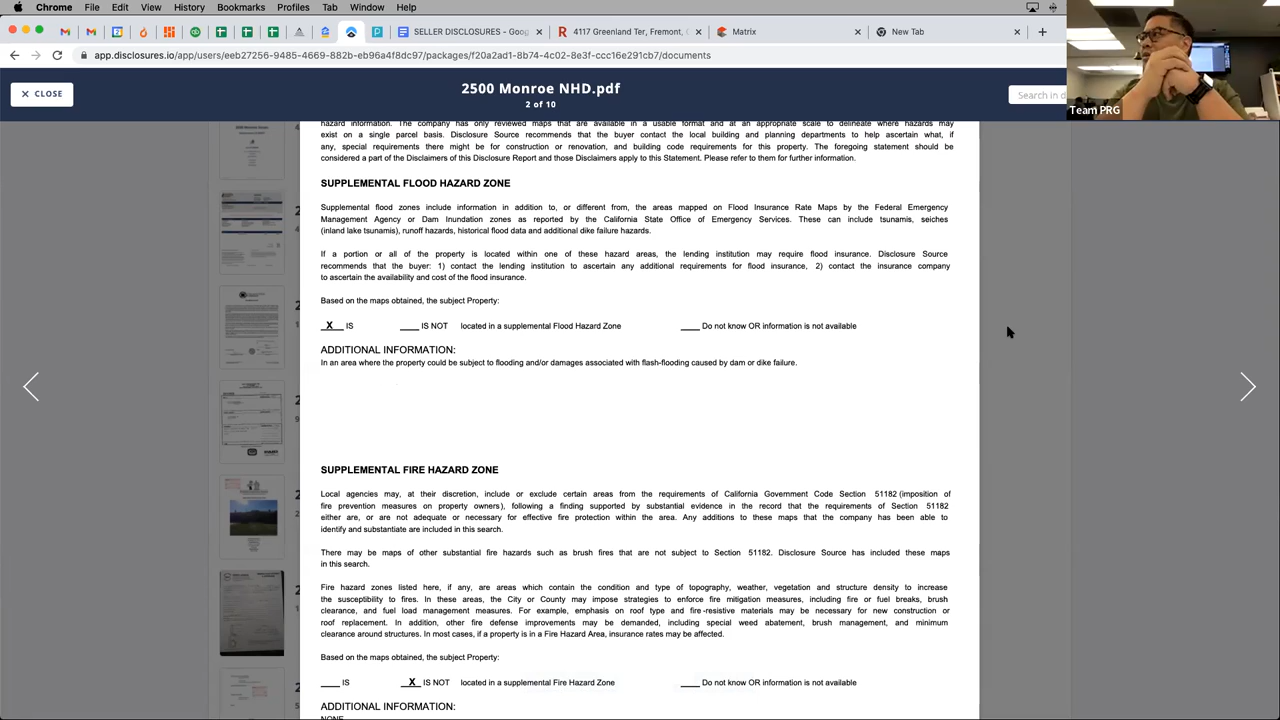 Chrome File Edit View History Bookmarks Profiles Tab Window Help
SELLER DISCLOSURES - Goog
4117 Greenland Ter, Fremont, C
Matrix
New Tab
app.disclosures.io/app/users/eeb27256-9485-4669-882b-eb96a4f8dc97/packages/f20a2ad1-8b74-4c02-8e3f-ccc16e291cb7/documents
CLOSE
2500 Monroe NHD.pdf
2 of 10
Search in d
Team PRG
hazard information. The company has only reviewed maps that are available in a usable format and at an appropriate scale to delineate where hazards may
exist on a single parcel basis. Disclosure Source recommends that the buyer contact the local building and planning departments to help ascertain what, if
any, special requirements there might be for construction or renovation, and building code requirements for this property. The foregoing statement should be
considered a part of the Disclaimers of this Disclosure Report and those Disclaimers apply to this Statement. Please refer to them for further information.
SUPPLEMENTAL FLOOD HAZARD ZONE
Supplemental flood zones include information in addition to, or different from, the areas mapped on Flood Insurance Rate Maps by the Federal Emergency
Management Agency or Dam Inundation zones as reported by the California State Office of Emergency Services. These can include tsunamis, seiches
(inland lake tsunamis), runoff hazards, historical flood data and additional dike failure hazards.
If a portion or all of the property is located within one of these hazard areas, the lending institution may require flood insurance. Disclosure Source
recommends that the buyer: 1) contact the lending institution to ascertain any additional requirements for flood insurance, 2) contact the insurance company
to ascertain the availability and cost of the flood insurance.
Based on the maps obtained, the subject Property:
X IS ____ IS NOT located in a supplemental Flood Hazard Zone ____ Do not know OR information is not available
ADDITIONAL INFORMATION:
In an area where the property could be subject to flooding and/or damages associated with flash-flooding caused by dam or dike failure.
SUPPLEMENTAL FIRE HAZARD ZONE
Local agencies may, at their discretion, include or exclude certain areas from the requirements of California Government Code Section 51182 (imposition of
fire prevention measures on property owners), following a finding supported by substantial evidence in the record that the requirements of Section 51182
either are, or are not adequate or necessary for effective fire protection within the area. Any additions to these maps that the company has been able to
identify and substantiate are included in this search.
There may be maps of other substantial fire hazards such as brush fires that are not subject to Section 51182. Disclosure Source has included these maps
in this search.
Fire hazard zones listed here, if any, are areas which contain the condition and type of topography, weather, vegetation and structure density to increase
the susceptibility to fires. In these areas, the City or County may impose strategies to enforce fire mitigation measures, including fire or fuel breaks, brush
clearance, and fuel load management measures. For example, emphasis on roof type and fire-resistive materials may be necessary for new construction or
roof replacement. In addition, other fire defense improvements may be demanded, including special weed abatement, brush management, and minimum
clearance around structures. In most cases, if a property is in a Fire Hazard Area, insurance rates may be affected.
Based on the maps obtained, the subject Property:
____ IS X IS NOT located in a supplemental Fire Hazard Zone ____ Do not know OR information is not available
ADDITIONAL INFORMATION:
NONE